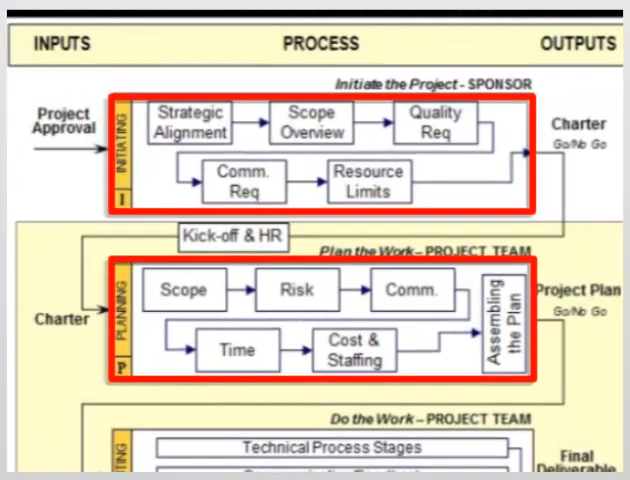 INPUTS PROCESS OUTPUTS
Initiate the Project - SPONSOR
Project
Approval
INITIATING
I
Strategic
Alignment
Scope
Overview
Quality
Req
Comm.
Req
Resource
Limits
Charter
Go/No Go
Kick-off & HR
Plan the Work – PROJECT TEAM
Charter
PLANNING
P
Scope
Risk
Comm.
Time
Cost &
Staffing
Assembling
the Plan
Project Plan
Go/No Go
Do the Work – PROJECT TEAM
TING
Technical Process Stages
Final
Deliverable